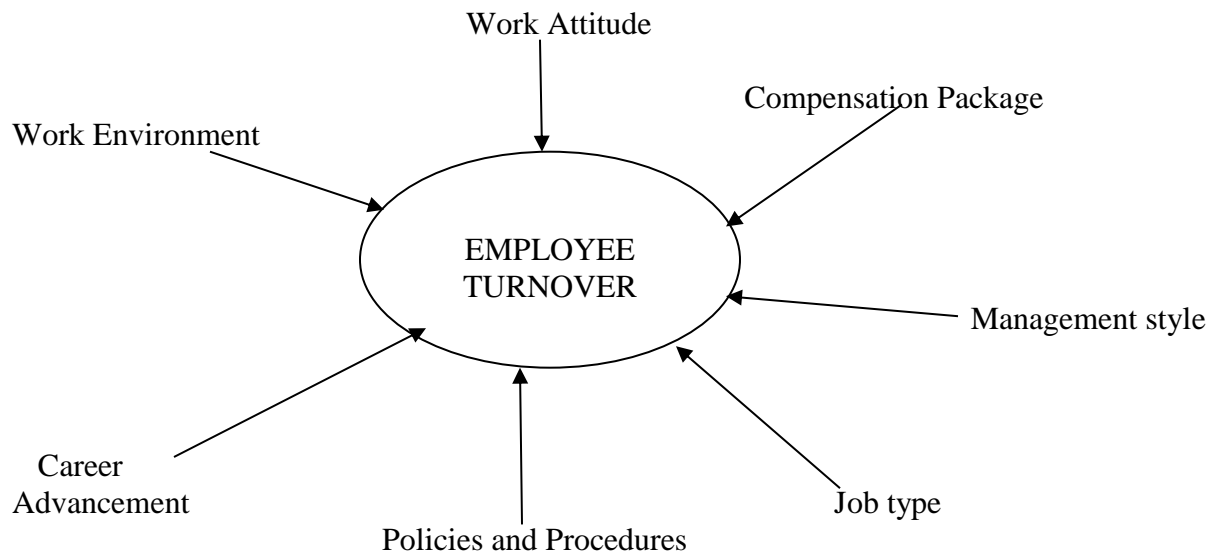 Work Attitude
Compensation Package
Work Environment
EMPLOYEE
TURNOVER
Management style
Career
Advancement
Job type
Policies and Procedures